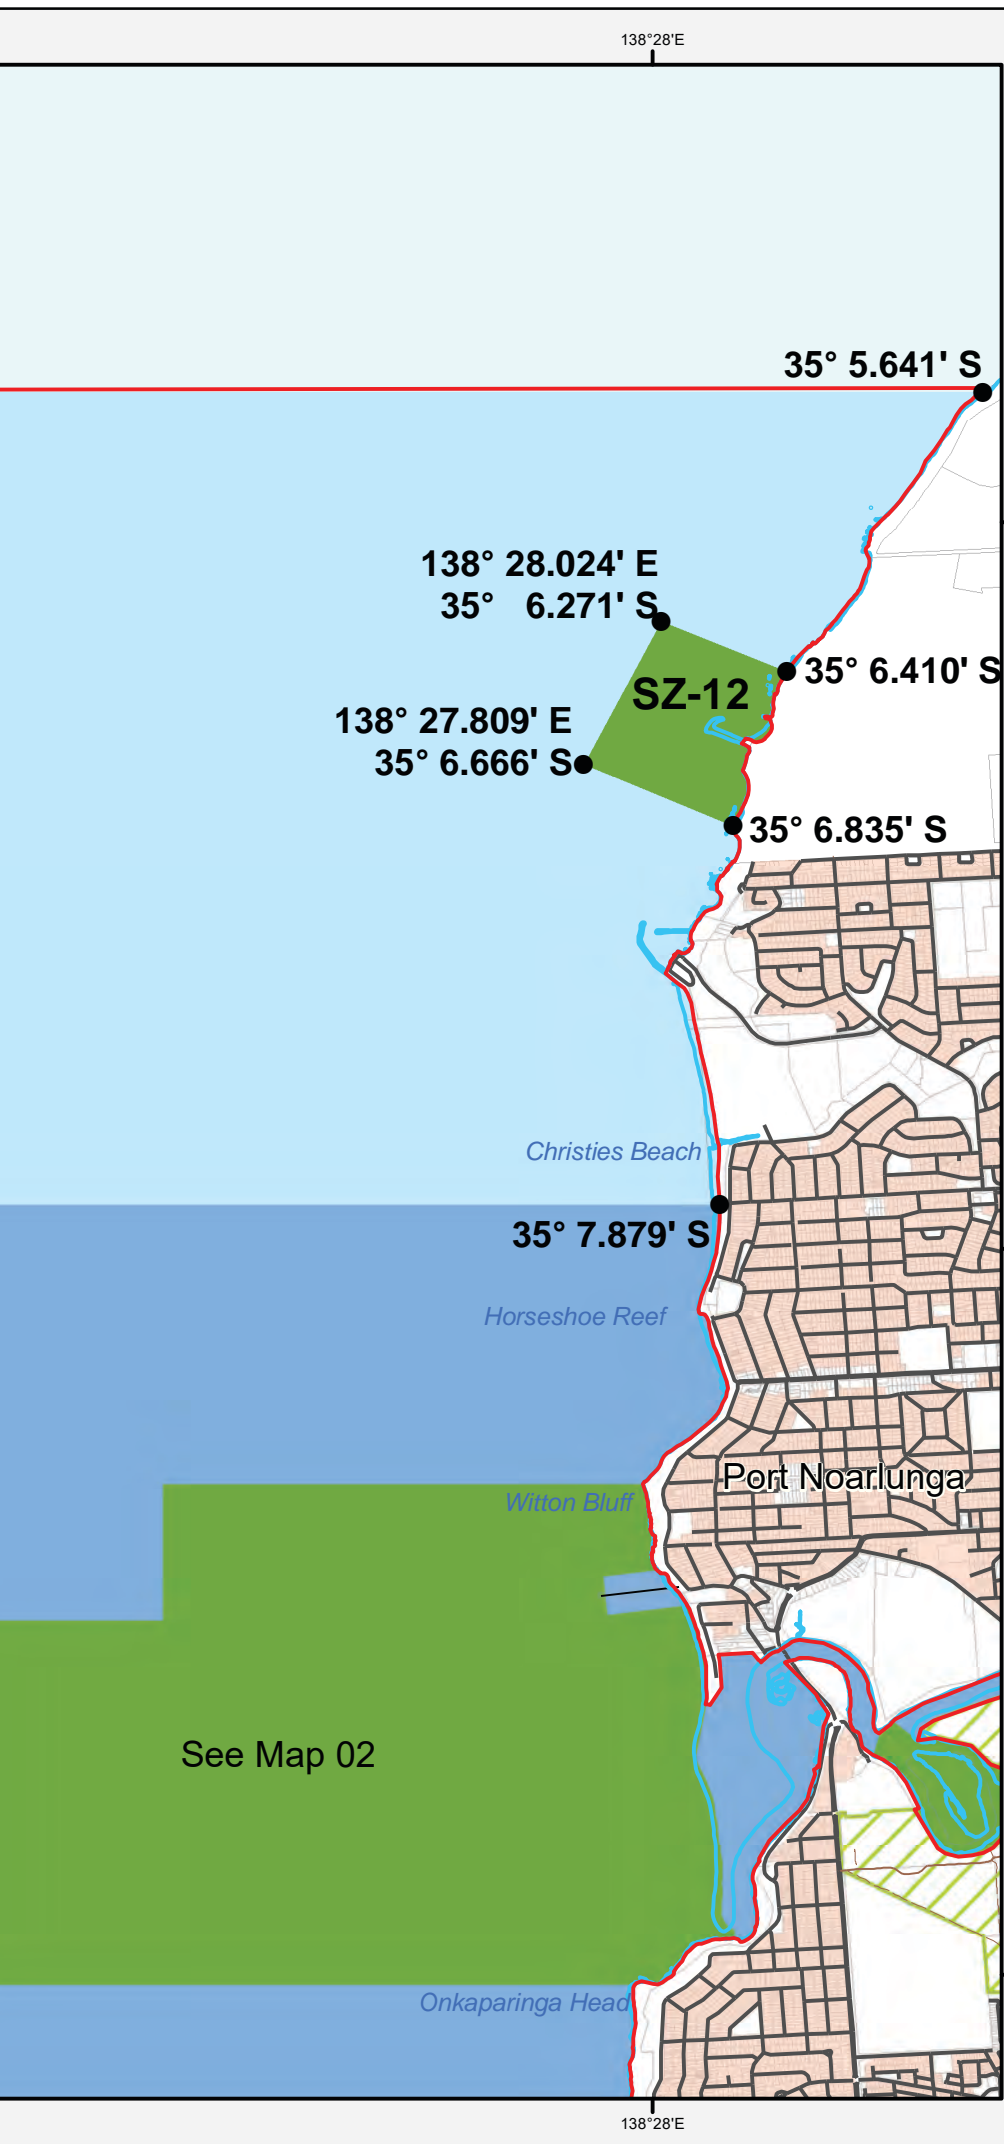 138°28'E
35° 5.641' S
138° 28.024' E
35° 6.271' S
35° 6.410' S
SZ-12
138° 27.809' E
35° 6.666' S
35° 6.835' S
Christies Beach
35° 7.879' S
Horseshoe Reef
Port Noarlunga
Witton Bluff
See Map 02
Onkaparinga Head
138°28'E